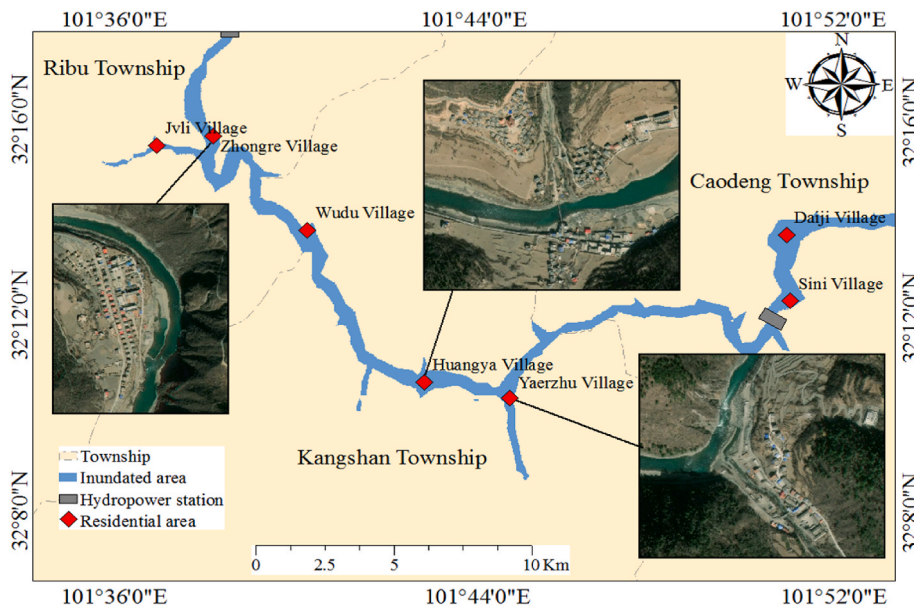 101°36'0"E 101°44'0"E 101°52'0"E
N
W E
S
Ribu Township
32°16'0"N
32°16'0"N
Jvli Village
Zhongre Village
Caodeng Township
Wudu Village
Daiji Village
Sini Village
32°12'0"N
32°12'0"N
Huangya Village
Yaerzhu Village
Kangshan Township
Township
Inundated area
Hydropower station
Residential area
32°8'0"N
32°8'0"N
0 2.5 5 10 Km
101°36'0"E 101°44'0"E 101°52'0"E